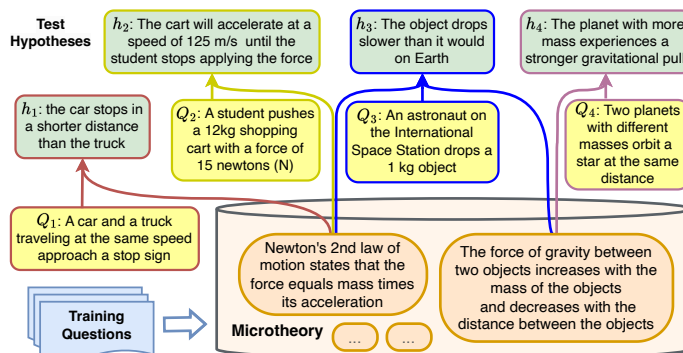 Test
Hypotheses
h₂: The cart will accelerate at a
speed of 125 m/s until the
student stops applying the force
h₃: The object drops
slower than it would
on Earth
h₄: The planet with more
mass experiences a
stronger gravitational pull
h₁: the car stops in
a shorter distance
than the truck
Q₂: A student pushes
a 12kg shopping
cart with a force of
15 newtons (N)
Q₃: An astronaut on
the International
Space Station drops a
1 kg object
Q₄: Two planets
with different
masses orbit a
star at the same
distance
Q₁: A car and a truck
traveling at the same speed
approach a stop sign
Newton's 2nd law of
motion states that the
force equals mass times
its acceleration
The force of gravity between
two objects increases with the
mass of the objects
and decreases with the
distance between the objects
Training
Questions
Microtheory
...
...